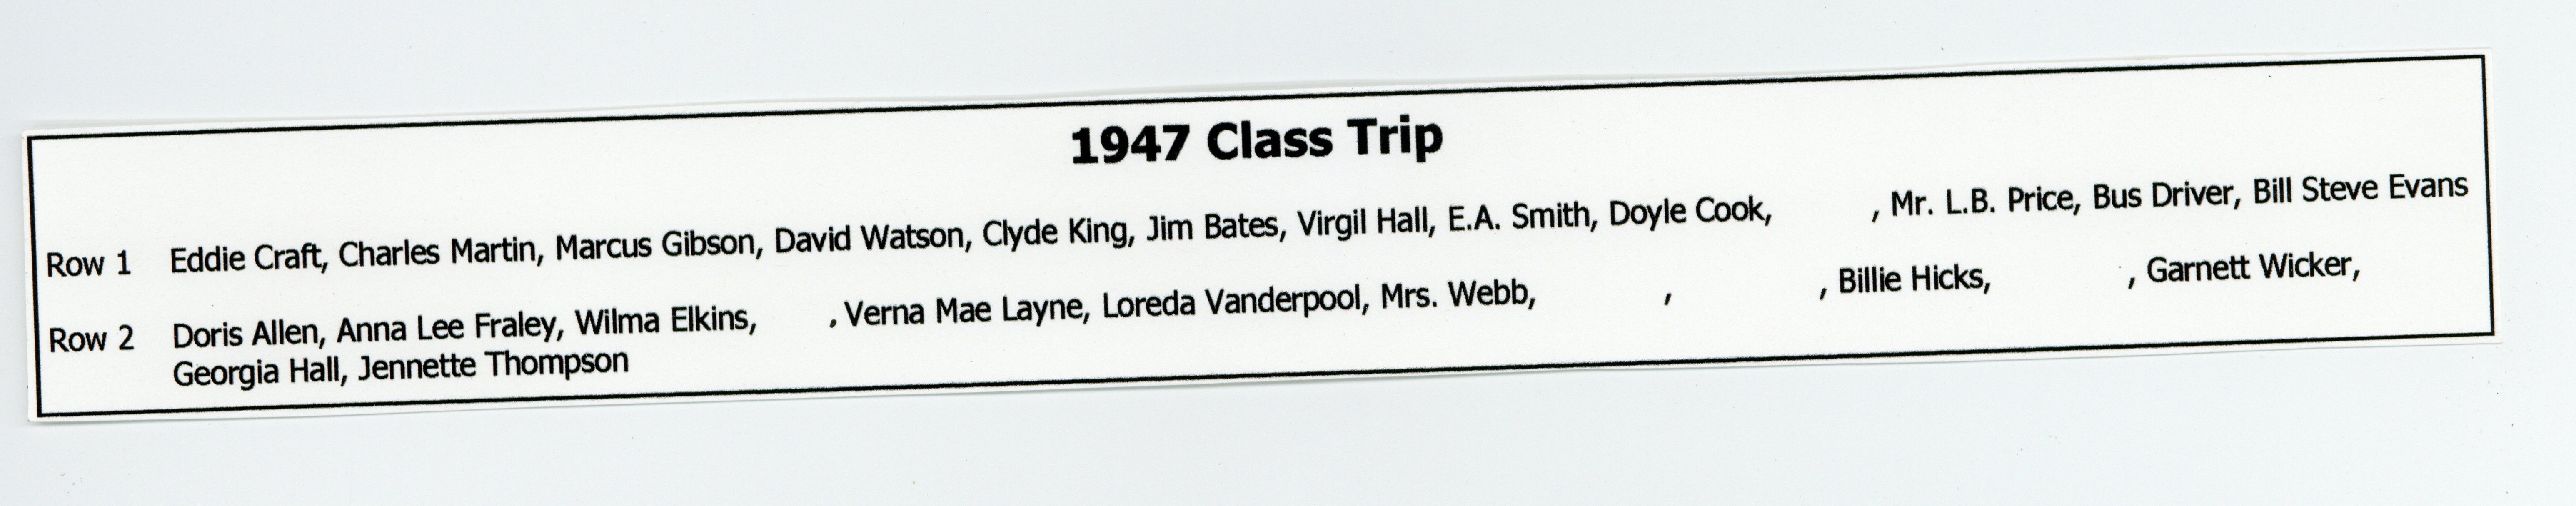 1947 Class Trip
Row 1 Eddie Craft, Charles Martin, Marcus Gibson, David Watson, Clyde King, Jim Bates, Virgil Hall, E.A. Smith, Doyle Cook, , Mr. L.B. Price, Bus Driver, Bill Steve Evans
Row 2 Doris Allen, Anna Lee Fraley, Wilma Elkins, , Verna Mae Layne, Loreda Vanderpool, Mrs. Webb, , , Billie Hicks, , Garnett Wicker,
Georgia Hall, Jennette Thompson